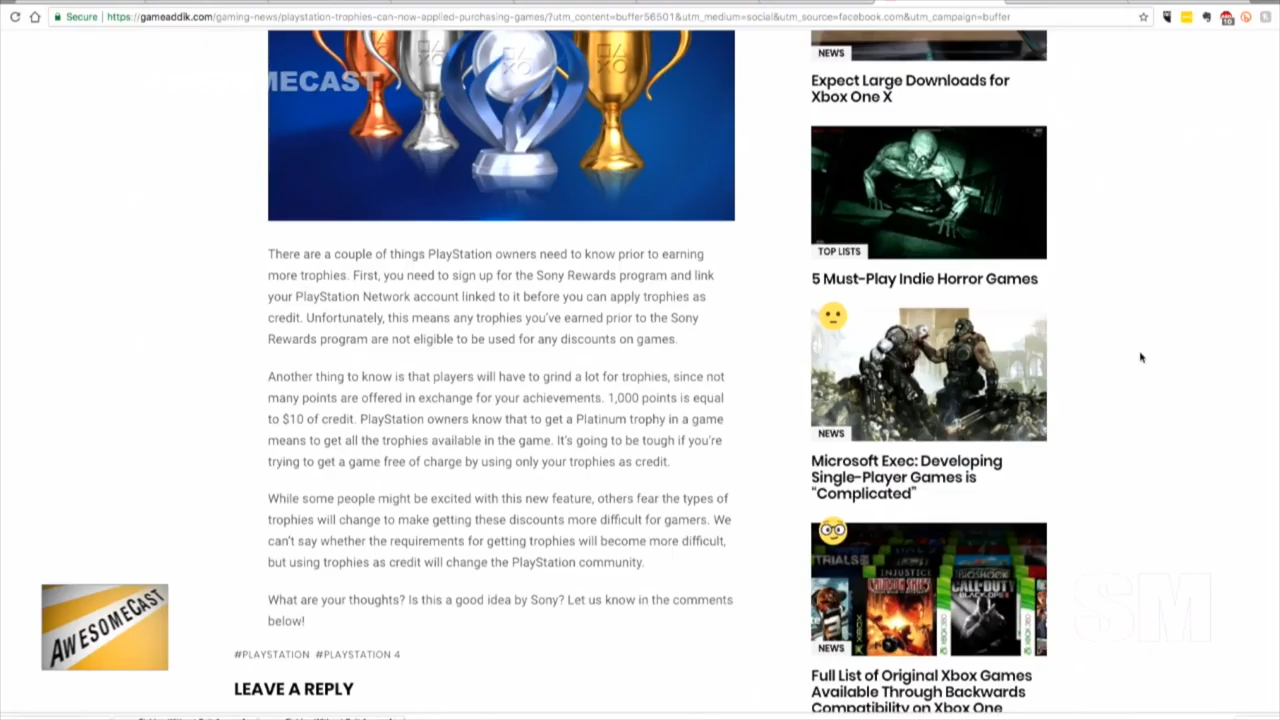 Secure
https://gameaddik.com/gaming-news/playstation-trophies-can-now-applied-purchasing-games/?utm_content=buffer56501&utm_medium=social&utm_source=facebook.com&utm_campaign=buffer
MECAST
There are a couple of things PlayStation owners need to know prior to earning
more trophies. First, you need to sign up for the Sony Rewards program and link
your PlayStation Network account linked to it before you can apply trophies as
credit. Unfortunately, this means any trophies you've earned prior to the Sony
Rewards program are not eligible to be used for any discounts on games.
Another thing to know is that players will have to grind a lot for trophies, since not
many points are offered in exchange for your achievements. 1,000 points is equal
to $10 of credit. PlayStation owners know that to get a Platinum trophy in a game
means to get all the trophies available in the game. It's going to be tough if you're
trying to get a game free of charge by using only your trophies as credit.
While some people might be excited with this new feature, others fear the types of
trophies will change to make getting these discounts more difficult for gamers. We
can't say whether the requirements for getting trophies will become more difficult,
but using trophies as credit will change the PlayStation community.
What are your thoughts? Is this a good idea by Sony? Let us know in the comments
below!
#PLAYSTATION #PLAYSTATION 4
LEAVE A REPLY
AWESOMECAST
NEWS
Expect Large Downloads for
Xbox One X
TOP LISTS
5 Must-Play Indie Horror Games
NEWS
Microsoft Exec: Developing
Single-Player Games is
"Complicated"
TRIALS
INJUSTICE
BIOSHOCK
CALL·DUTY
BLACK OPS II
XBOX 360
NEWS
Full List of Original Xbox Games
Available Through Backwards
Compatibility on Xbox One
SM